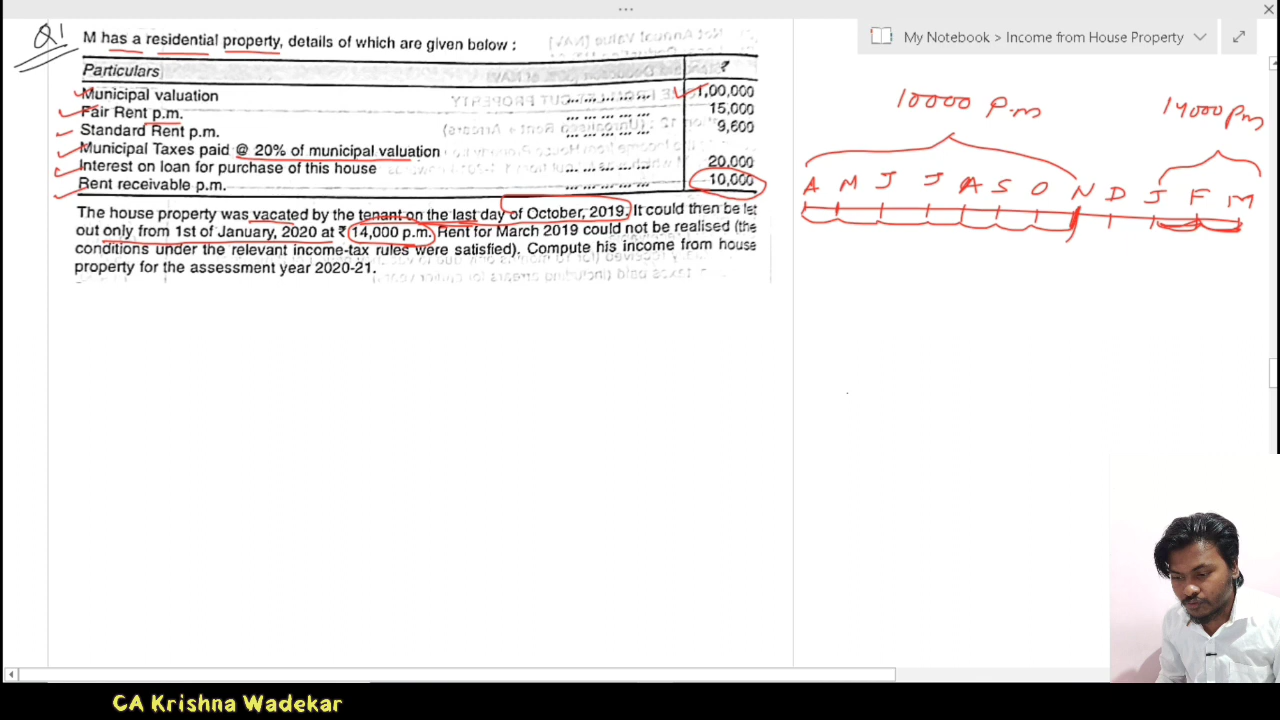 My Notebook > Income from House Property
Q1
M has a residential property, details of which are given below :
Particulars ₹
Municipal valuation ... ... ... ... ... 1,00,000
Fair Rent p.m. ... ... ... ... ... 15,000
Standard Rent p.m. ... ... ... ... ... 9,600
Municipal Taxes paid @ 20% of municipal valuation
Interest on loan for purchase of this house ... ... ... ... ... 20,000
Rent receivable p.m. ... ... ... ... ... 10,000
The house property was vacated by the tenant on the last day of October, 2019. It could then be let
out only from 1st of January, 2020 at ₹ 14,000 p.m. Rent for March 2019 could not be realised (the
conditions under the relevant income-tax rules were satisfied). Compute his income from house
property for the assessment year 2020-21.
10000 p.m 14000 pm
A M J J A S O N D J F M
CA Krishna Wadekar